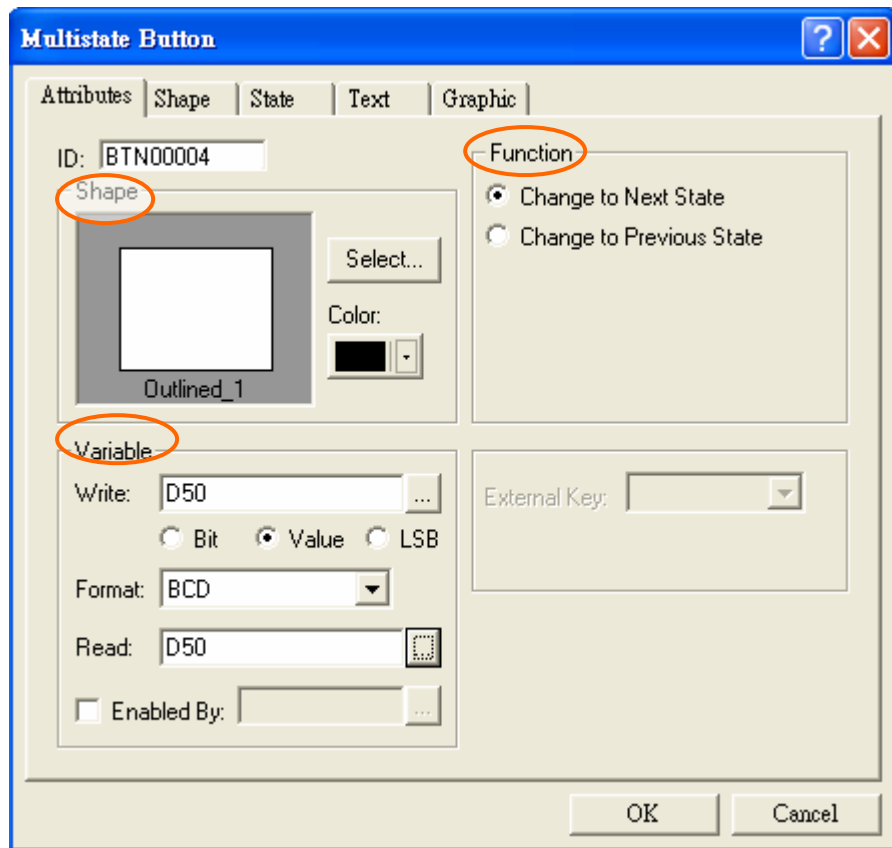 Multistate Button
Attributes Shape State Text Graphic
ID: BTN00004
Shape
Select...
Color:
Outlined_1
Function
Change to Next State
Change to Previous State
Variable
Write: D50 ...
Bit Value LSB
Format: BCD
Read: D50
Enabled By: ...
External Key:
OK Cancel